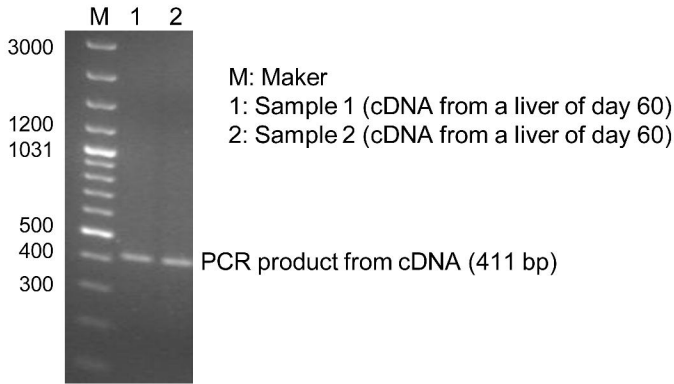 M 1 2
3000
1200
1031
500
400
300
M: Maker
1: Sample 1 (cDNA from a liver of day 60)
2: Sample 2 (cDNA from a liver of day 60)
PCR product from cDNA (411 bp)